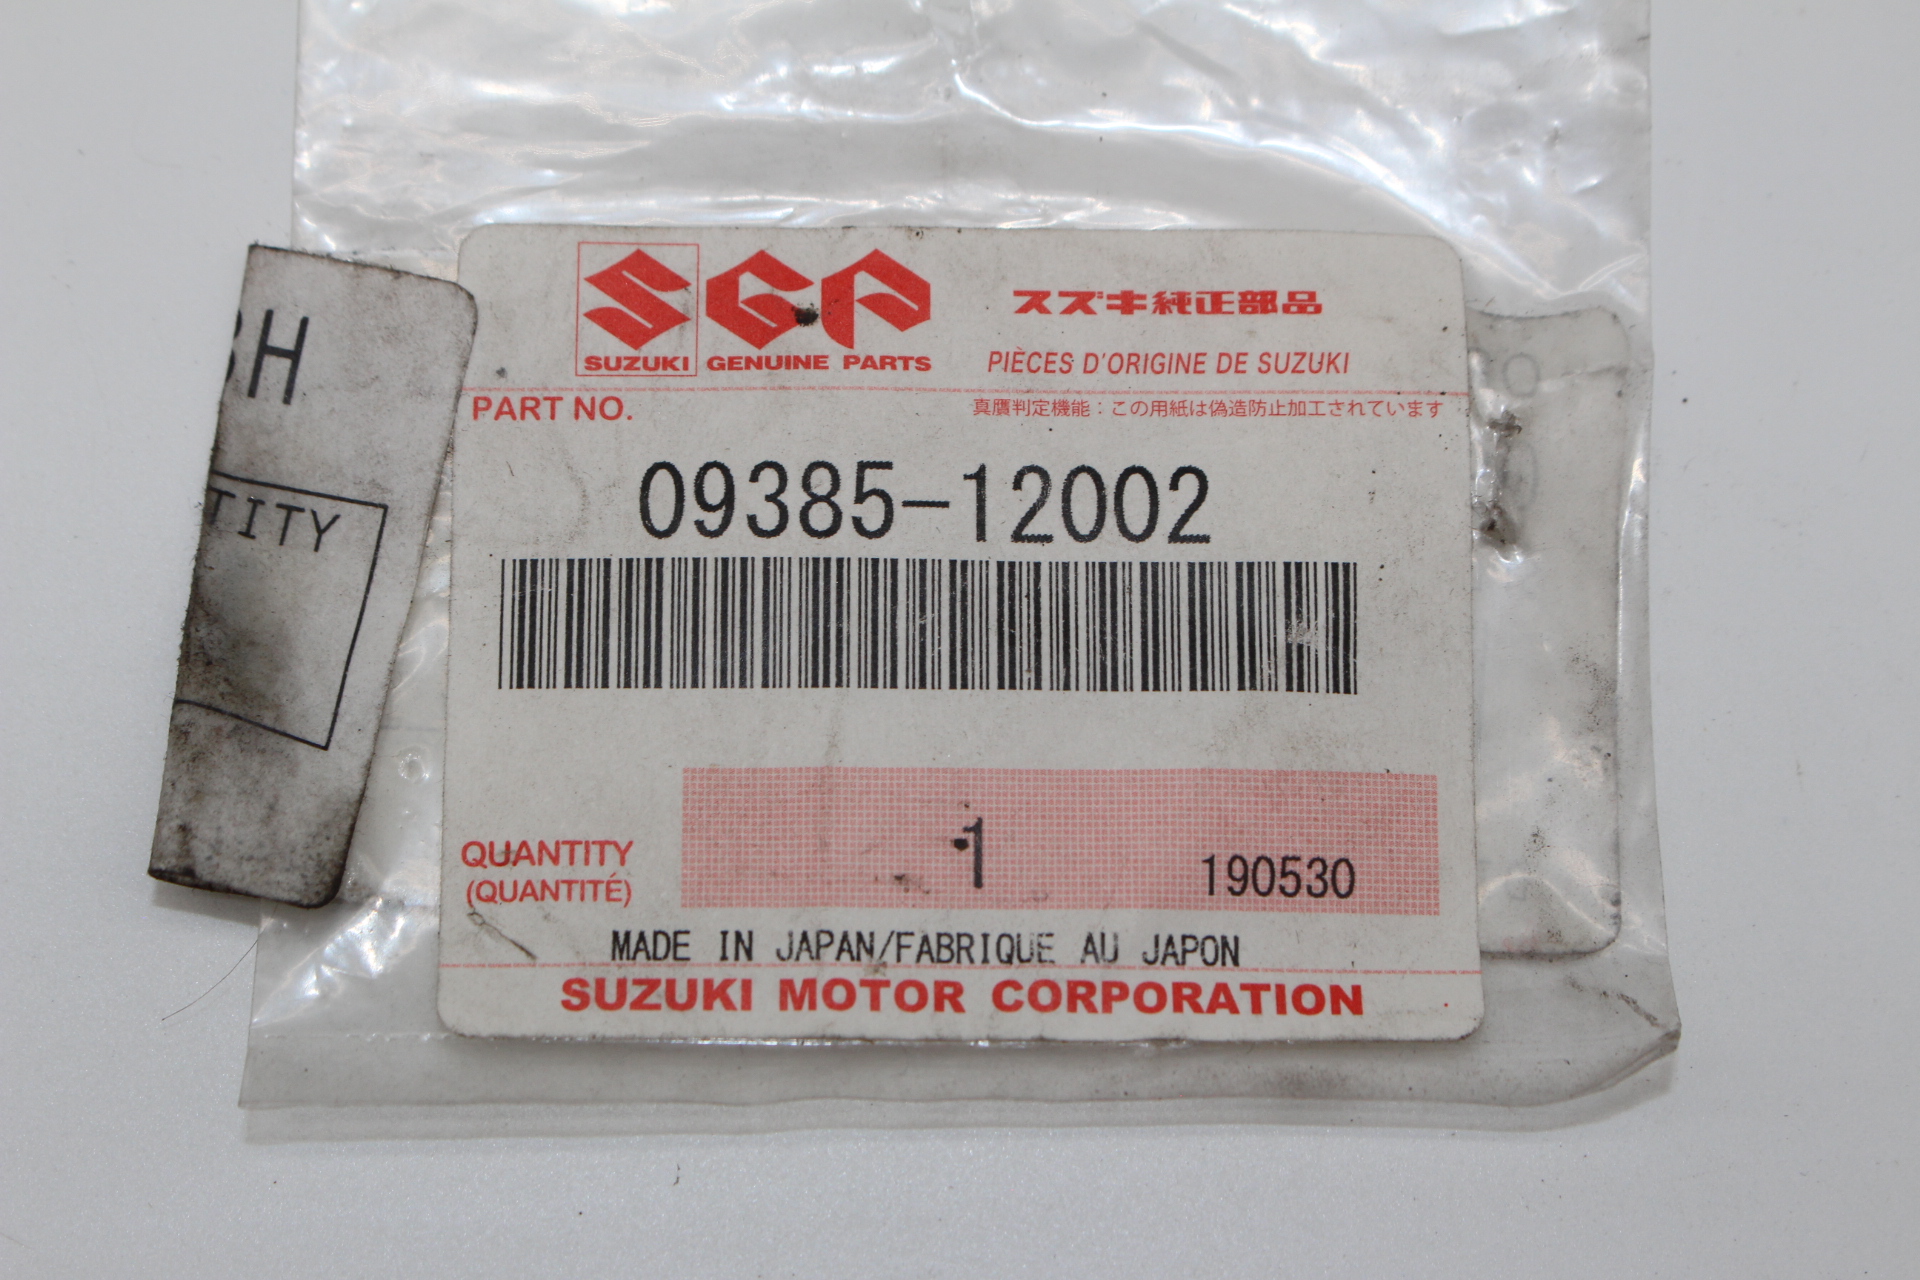 SGP
SUZUKI GENUINE PARTS
スズキ純正部品
PIÈCES D'ORIGINE DE SUZUKI
PART NO.
真贋判定機能：この用紙は偽造防止加工されています
09385-12002
QUANTITY
(QUANTITÉ)
1
190530
MADE IN JAPAN/FABRIQUE AU JAPON
SUZUKI MOTOR CORPORATION
H
TITY